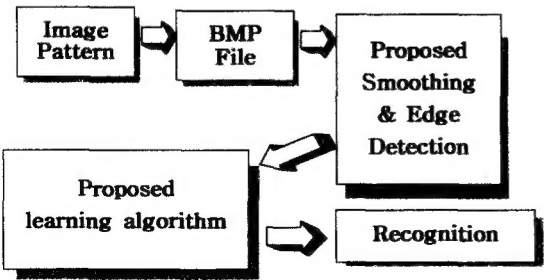 Image
Pattern
BMP
File
Proposed
Smoothing
& Edge
Detection
Proposed
learning algorithm
Recognition